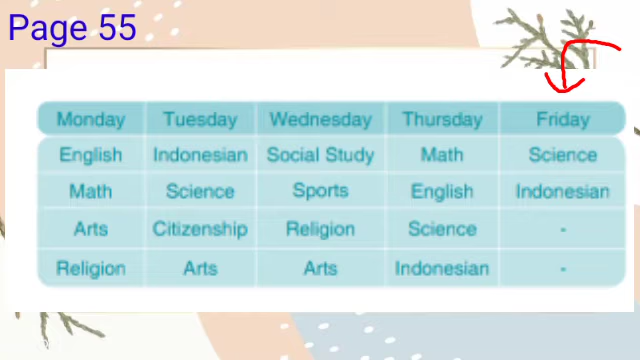 Page 55
Monday Tuesday Wednesday Thursday Friday
English Indonesian Social Study Math Science
Math Science Sports English Indonesian
Arts Citizenship Religion Science -
Religion Arts Arts Indonesian -